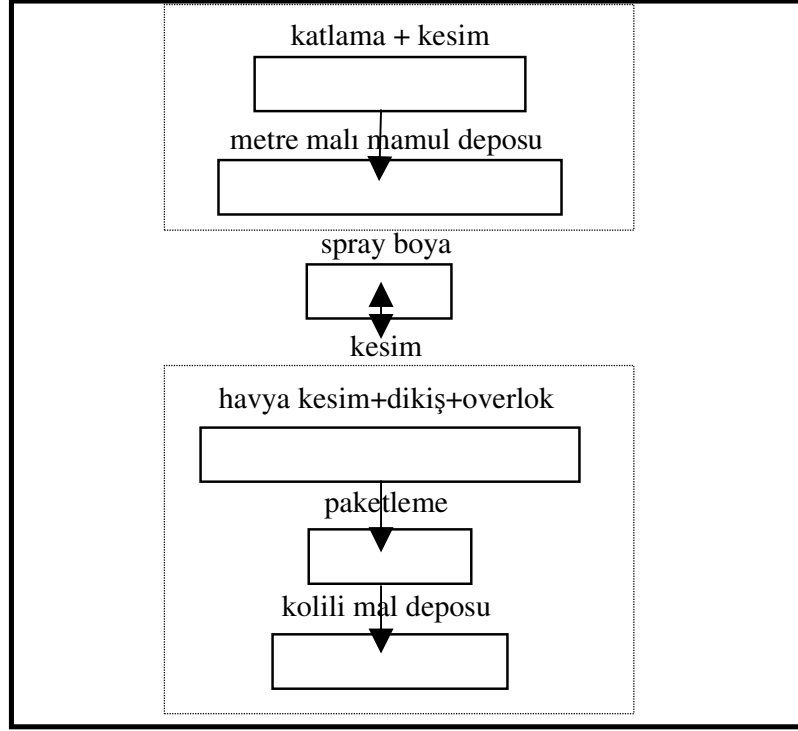 katlama + kesim
metre malı mamul deposu
spray boya
kesim
havya kesim+dikiş+overlok
paketleme
kolili mal deposu